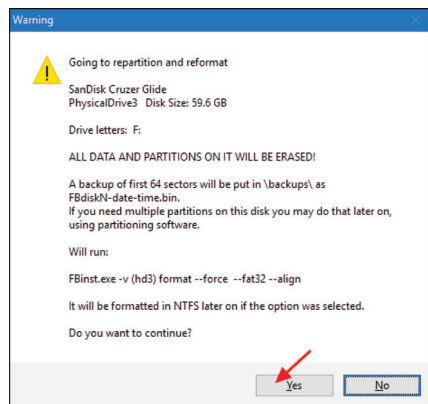 Warning
Going to repartition and reformat
SanDisk Cruzer Glide
PhysicalDrive3 Disk Size: 59.6 GB
Drive letters: F:
ALL DATA AND PARTITIONS ON IT WILL BE ERASED!
A backup of first 64 sectors will be put in \backups\ as
FBdiskN-date-time.bin.
If you need multiple partitions on this disk you may do that later on,
using partitioning software.
Will run:
FBinst.exe -v (hd3) format --force --fat32 --align
It will be formatted in NTFS later on if the option was selected.
Do you want to continue?
Yes No